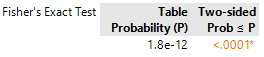 Fisher's Exact Test Table Two-sided
Probability (P) Prob ≤ P
1.8e-12 <.0001*